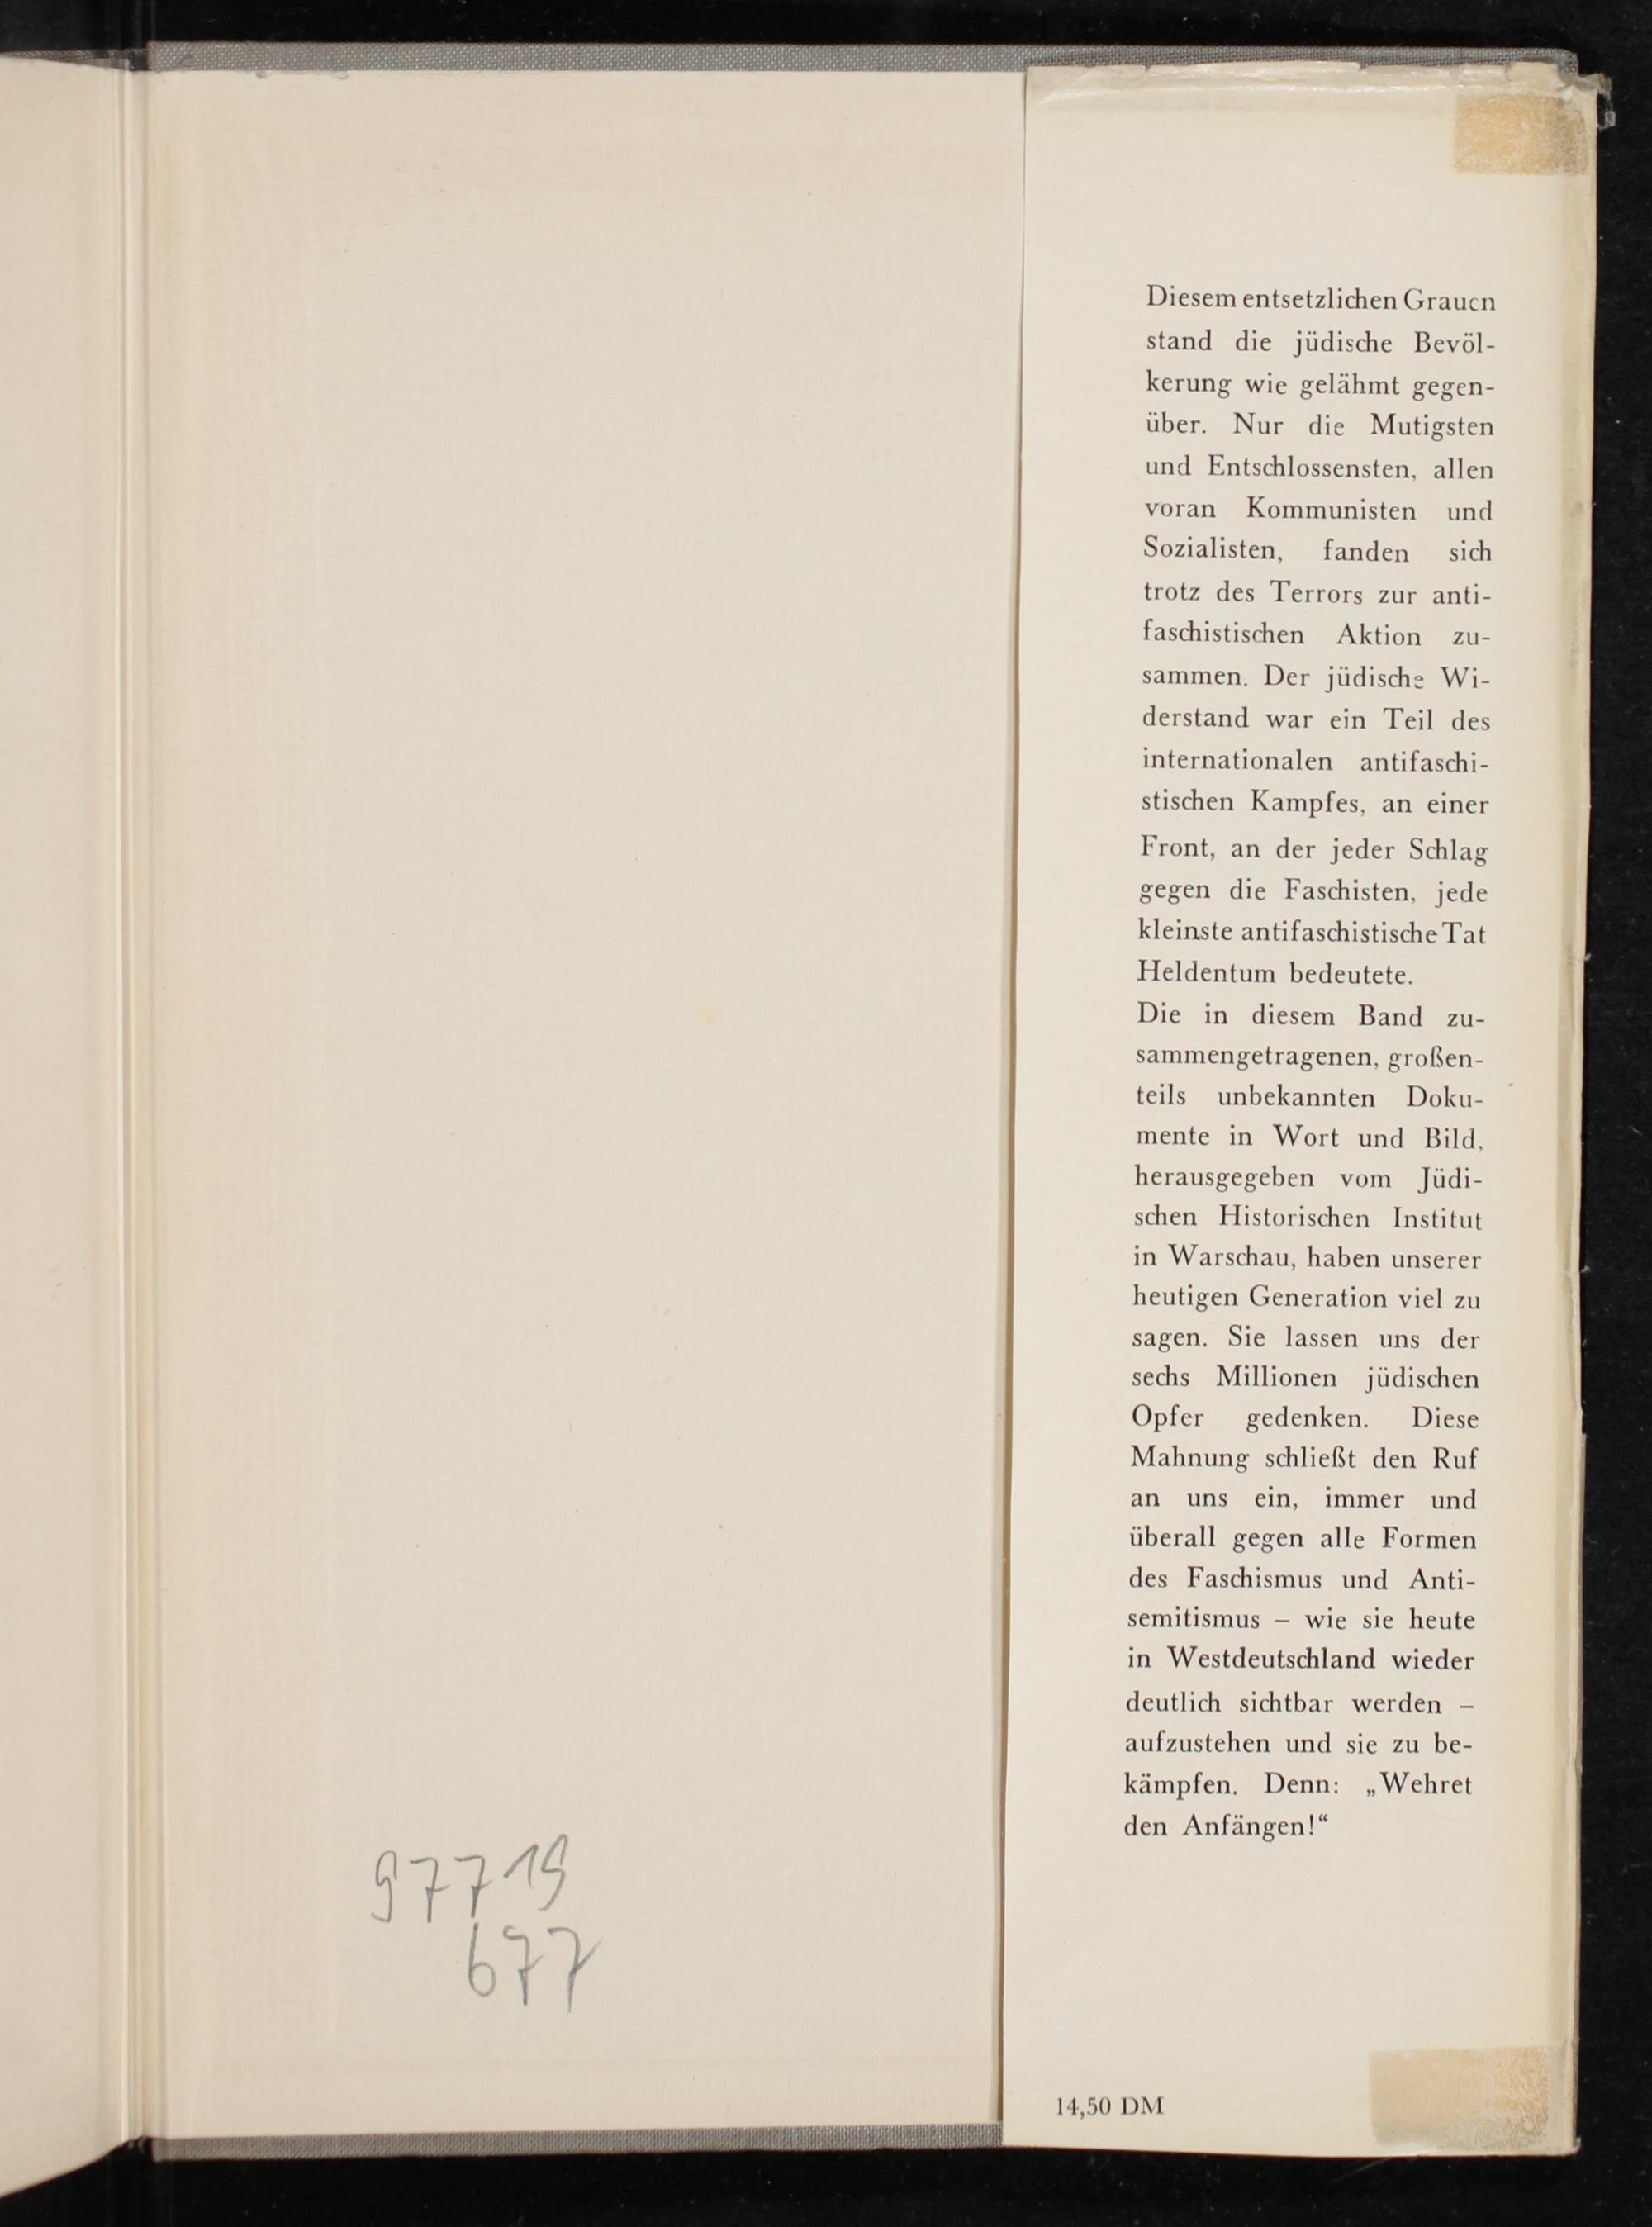 Diesem entsetzlichen Grauen
stand die jüdische Bevöl-
kerung wie gelähmt gegen-
über. Nur die Mutigsten
und Entschlossensten, allen
voran Kommunisten und
Sozialisten, fanden sich
trotz des Terrors zur anti-
faschistischen Aktion zu-
sammen. Der jüdische Wi-
derstand war ein Teil des
internationalen antifaschi-
stischen Kampfes, an einer
Front, an der jeder Schlag
gegen die Faschisten, jede
kleinste antifaschistische Tat
Heldentum bedeutete.
Die in diesem Band zu-
sammengetragenen, großen-
teils unbekannten Doku-
mente in Wort und Bild,
herausgegeben vom Jüdi-
schen Historischen Institut
in Warschau, haben unserer
heutigen Generation viel zu
sagen. Sie lassen uns der
sechs Millionen jüdischen
Opfer gedenken. Diese
Mahnung schließt den Ruf
an uns ein, immer und
überall gegen alle Formen
des Faschismus und Anti-
semitismus – wie sie heute
in Westdeutschland wieder
deutlich sichtbar werden –
aufzustehen und sie zu be-
kämpfen. Denn: „Wehret
den Anfängen!“
97719
677
14,50 DM